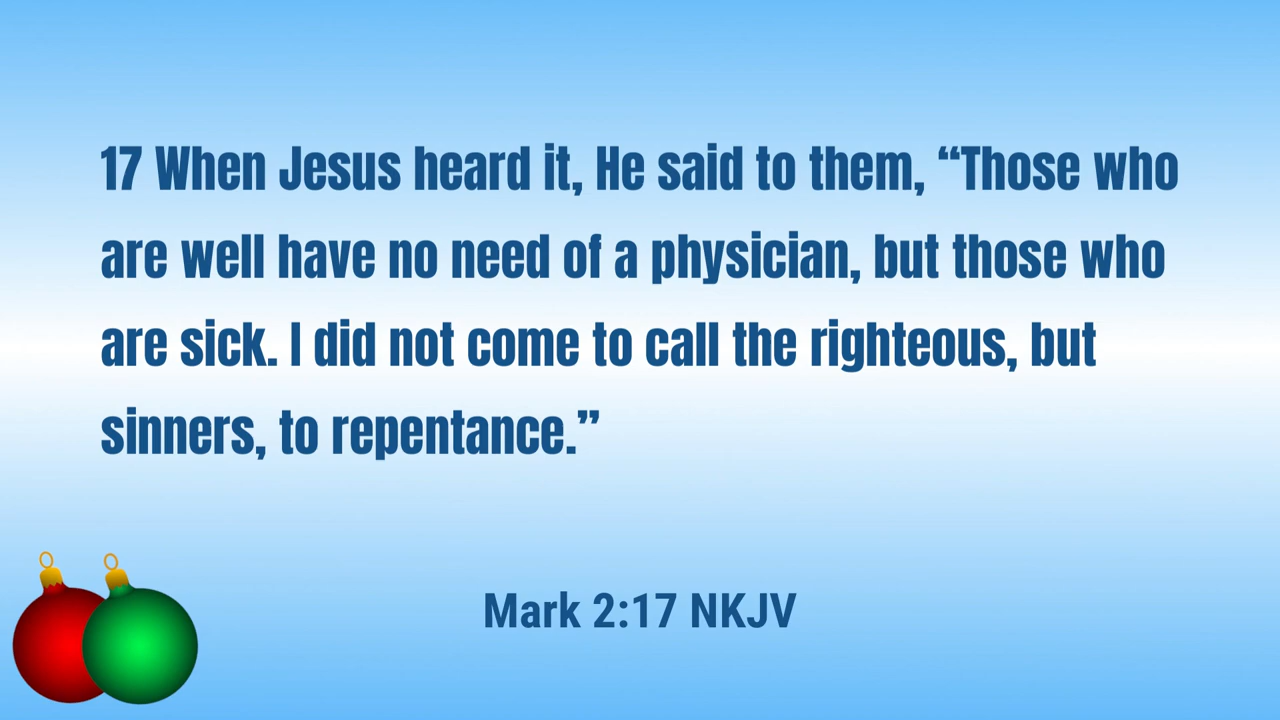 17 When Jesus heard it, He said to them, “Those who
are well have no need of a physician, but those who
are sick. I did not come to call the righteous, but
sinners, to repentance.”
Mark 2:17 NKJV